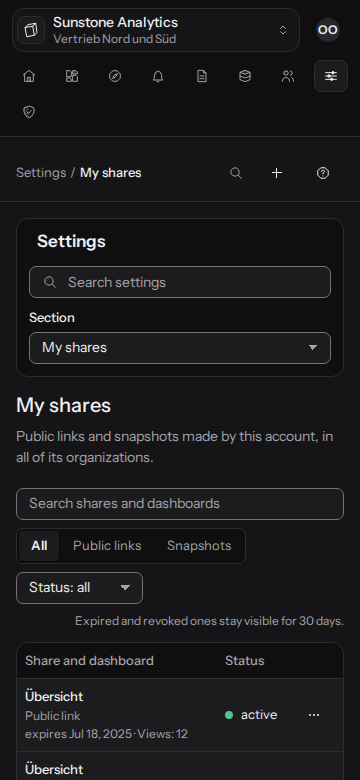 Sunstone Analytics
Vertrieb Nord und Süd
OO
Settings / My shares
Settings
Search settings
Section
My shares
My shares
Public links and snapshots made by this account, in
all of its organizations.
Search shares and dashboards
All Public links Snapshots
Status: all
Expired and revoked ones stay visible for 30 days.
Share and dashboard Status
Übersicht
Public link
active
expires Jul 18, 2025 · Views: 12
Übersicht